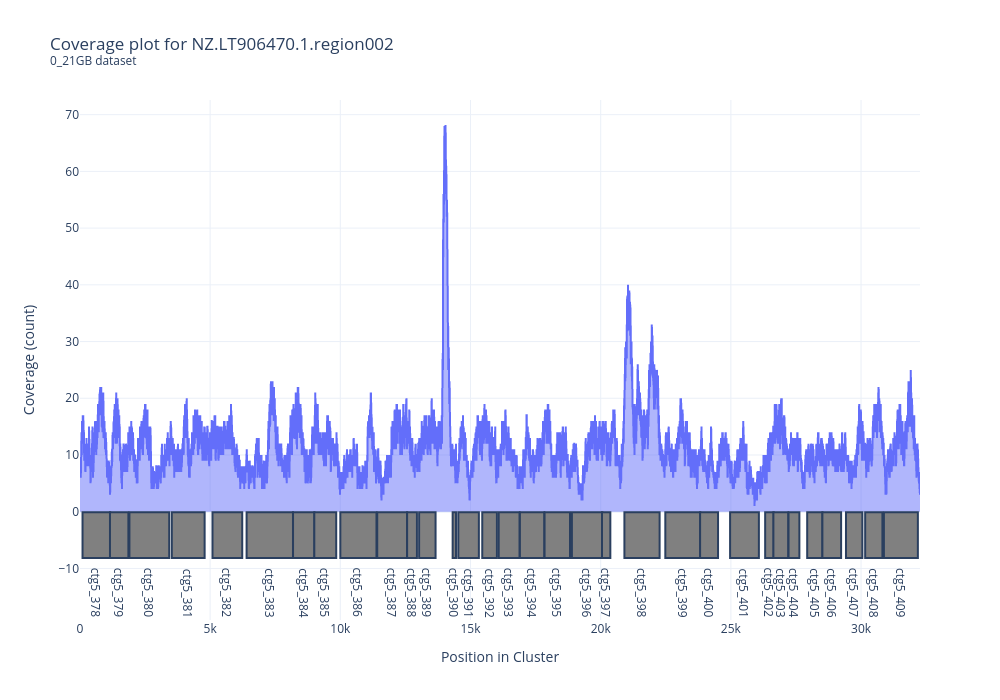 Coverage plot for NZ.LT906470.1.region002
0_21GB dataset
Coverage (count)
70
60
50
40
30
20
10
0
−10
ctg5_378
ctg5_379
ctg5_380
ctg5_381
ctg5_382
ctg5_383
ctg5_384
ctg5_385
ctg5_386
ctg5_387
ctg5_388
ctg5_389
ctg5_390
ctg5_391
ctg5_392
ctg5_393
ctg5_394
ctg5_395
ctg5_396
ctg5_397
ctg5_398
ctg5_399
ctg5_400
ctg5_401
ctg5_402
ctg5_403
ctg5_404
ctg5_405
ctg5_406
ctg5_407
ctg5_408
ctg5_409
0 5k 10k 15k 20k 25k 30k
Position in Cluster